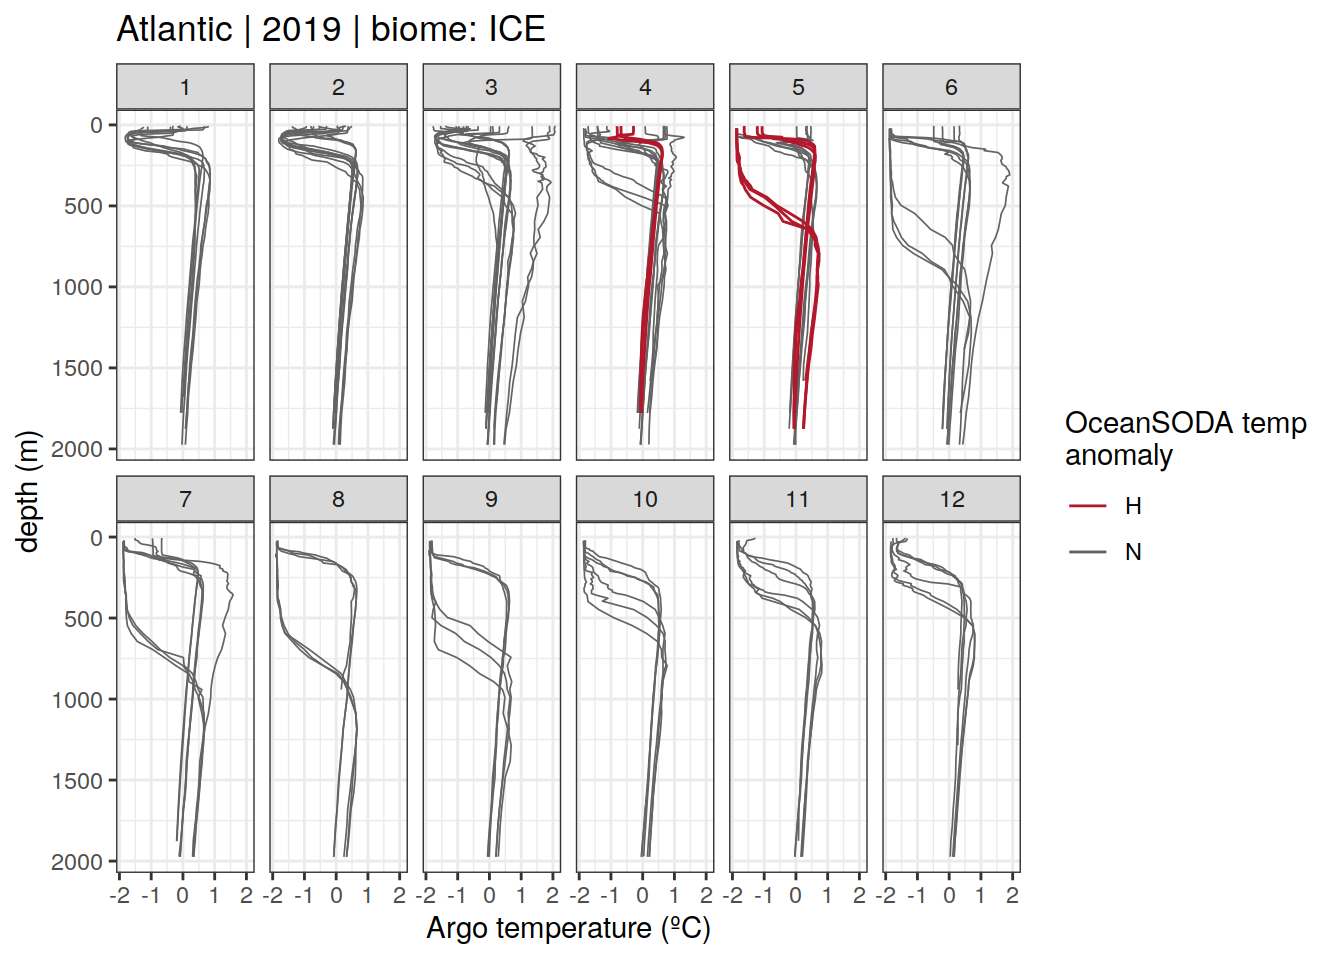 Atlantic | 2019 | biome: ICE
1 2 3 4 5 6
0
500
1000
1500
2000
7 8 9 10 11 12
0
500
1000
1500
2000
-2 -1 0 1 2 -2 -1 0 1 2 -2 -1 0 1 2 -2 -1 0 1 2 -2 -1 0 1 2 -2 -1 0 1 2
Argo temperature (ºC)
depth (m)
OceanSODA temp
anomaly
H
N